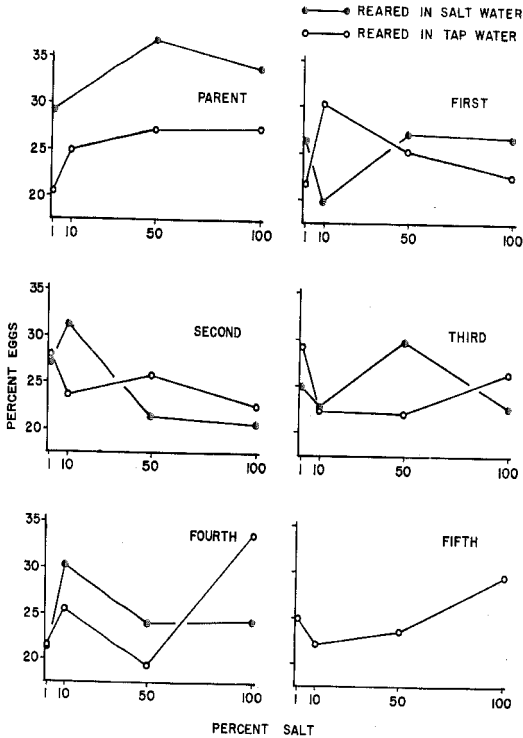 REARED IN SALT WATER
REARED IN TAP WATER
35
30
25
20
PARENT
1 10 50 100
FIRST
1 10 50 100
PERCENT EGGS
35
30
25
20
SECOND
1 10 50 100
THIRD
1 10 50 100
35
30
25
20
FOURTH
1 10 50 100
FIFTH
1 10 50 100
PERCENT SALT